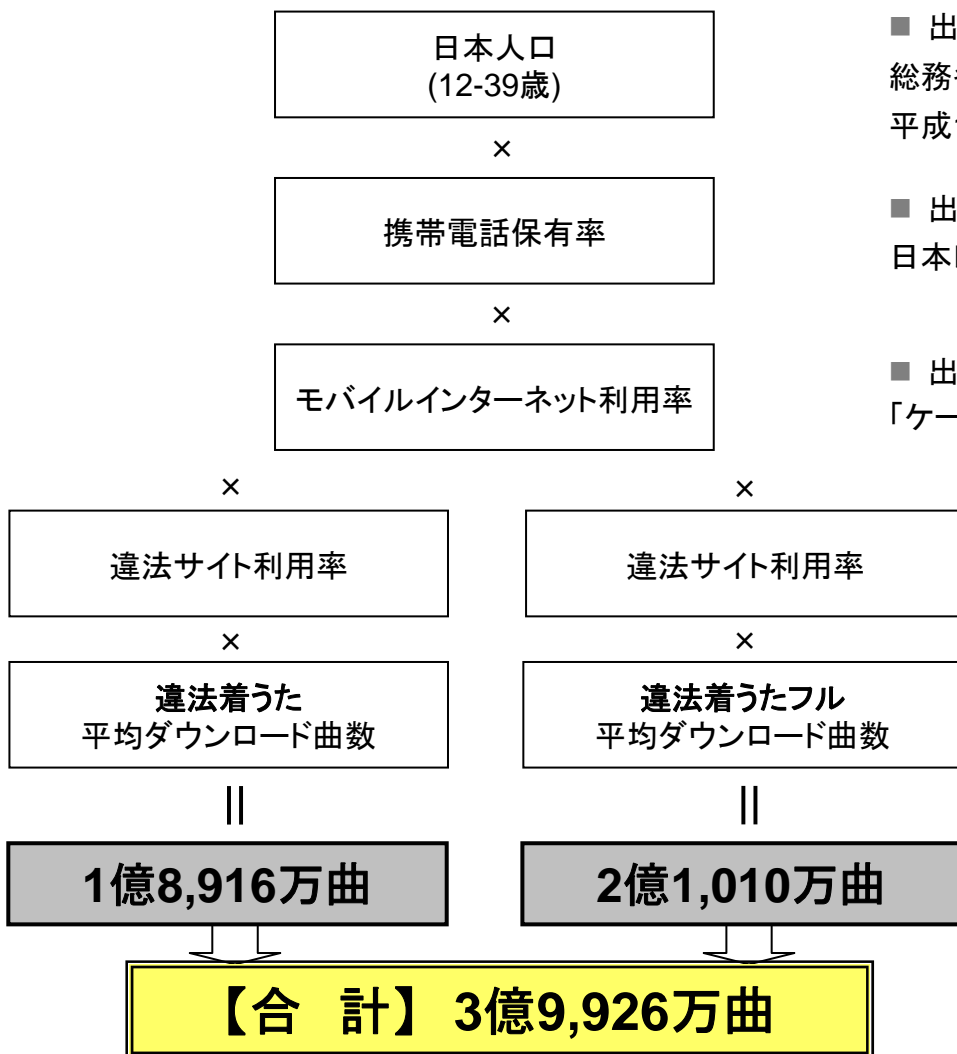 日本人口
(12-39歳)
■ 出
総務
平成
×
携帯電話保有率
■ 出
日本
×
モバイルインターネット利用率
■ 出
「ケー
×
×
違法サイト利用率
違法サイト利用率
×
×
違法着うた
平均ダウンロード曲数
違法着うたフル
平均ダウンロード曲数
||
||
1億8,916万曲
2億1,010万曲
【合　計】 3億9,926万曲